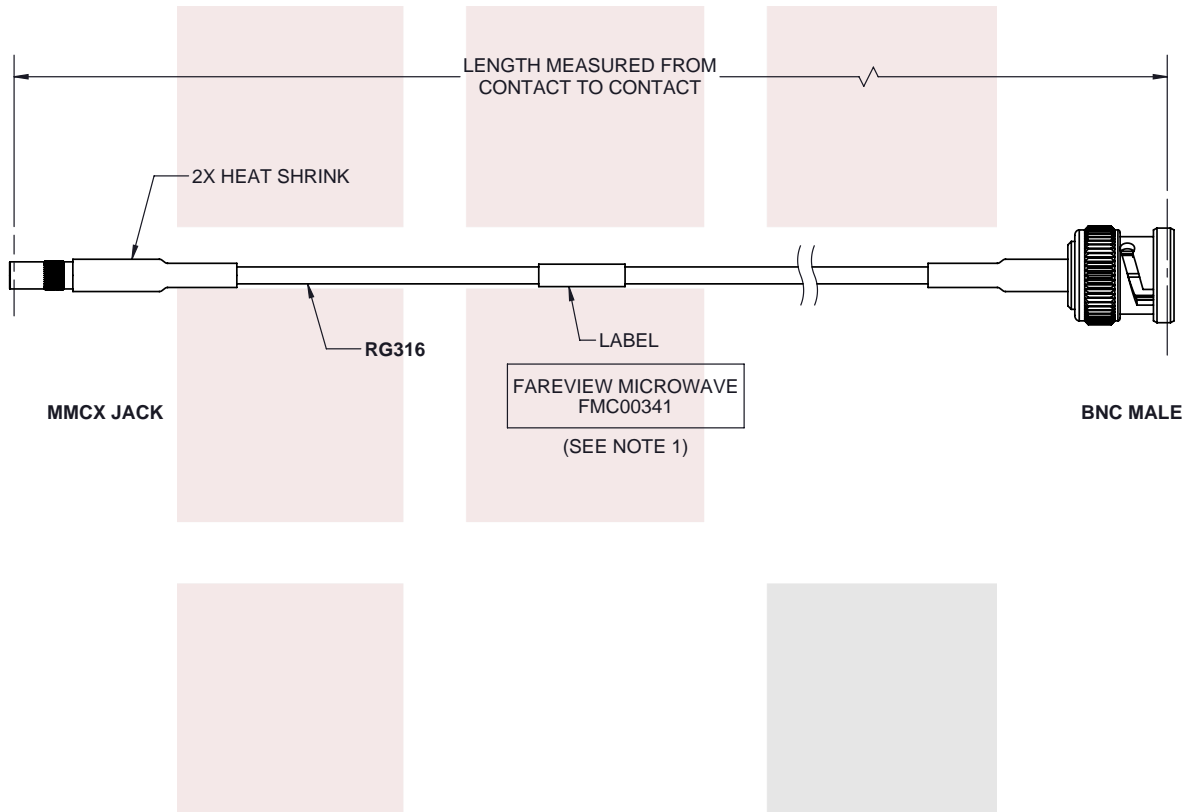 LENGTH MEASURED FROM
CONTACT TO CONTACT
2X HEAT SHRINK
RG316
LABEL
FAREVIEW MICROWAVE
FMC00341
(SEE NOTE 1)
MMCX JACK
BNC MALE